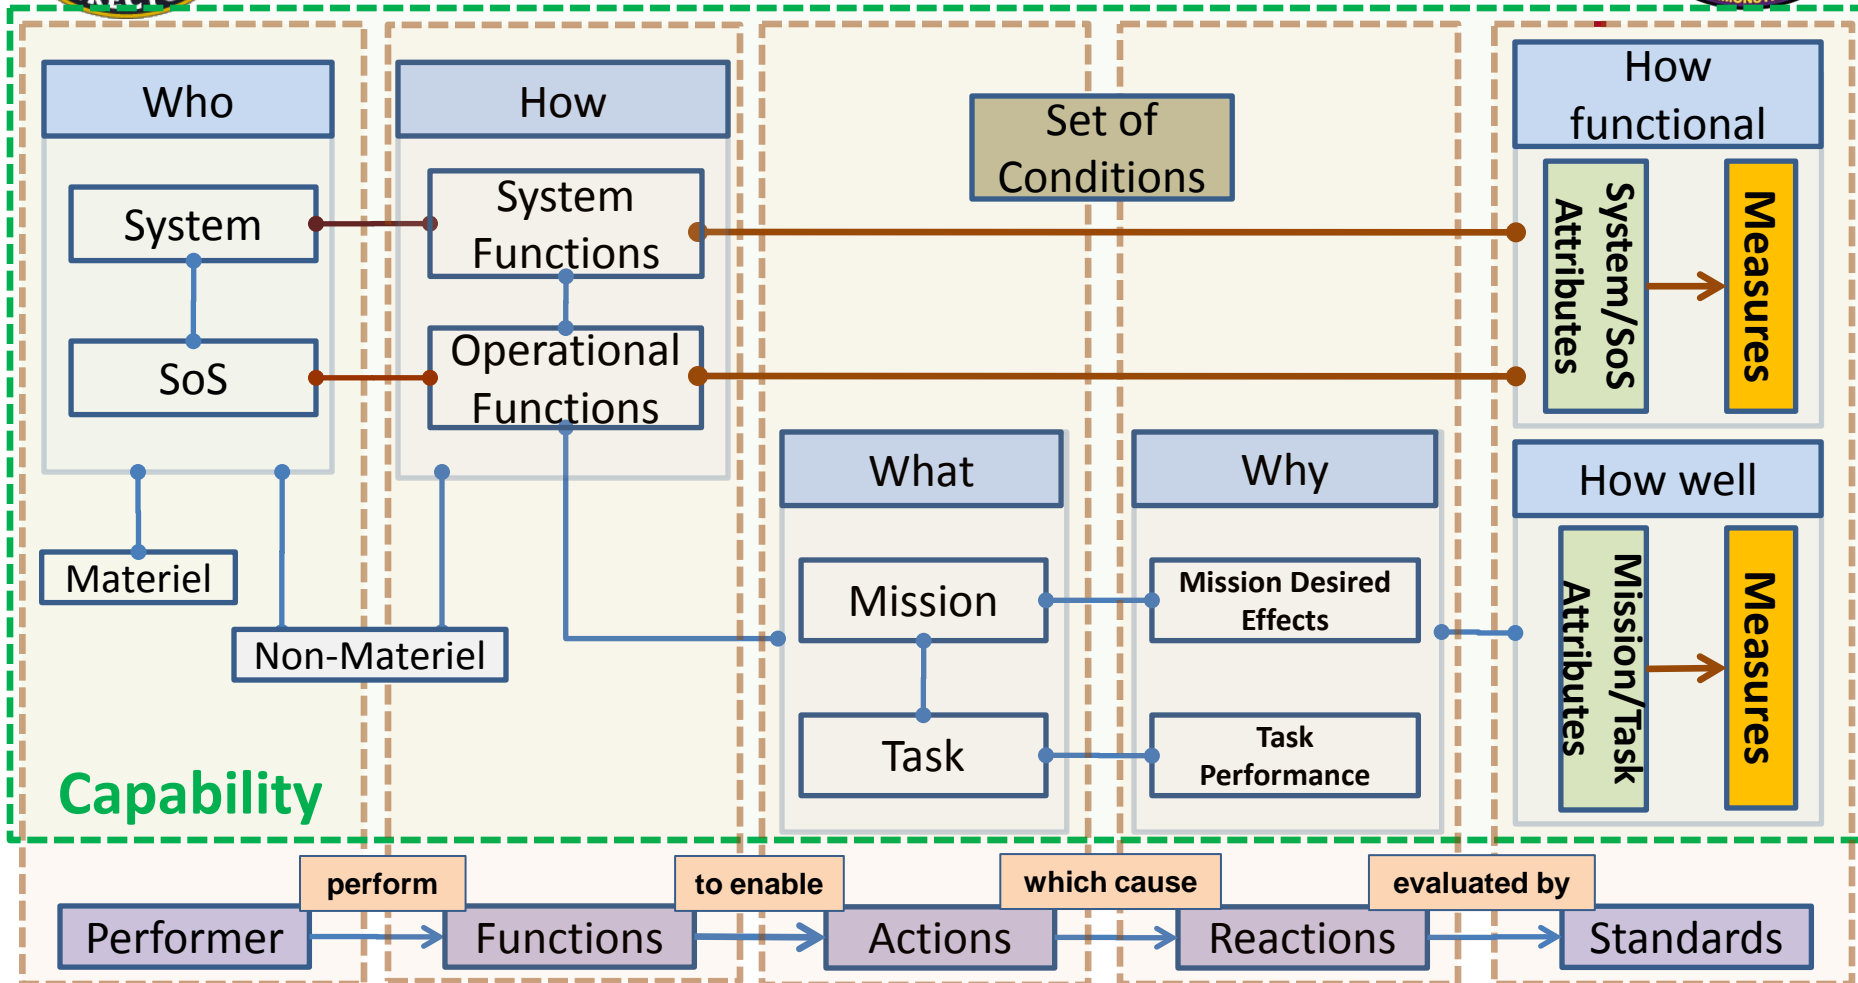 Who
How
Set of
Conditions
How
functional
System
System
Functions
System/SoS
Attributes
Measures
SoS
Operational
Functions
What
Why
How well
Materiel
Non-Materiel
Mission
Mission Desired
Effects
Mission/Task
Attributes
Measures
Task
Task
Performance
Capability
perform
to enable
which cause
evaluated by
Performer
Functions
Actions
Reactions
Standards